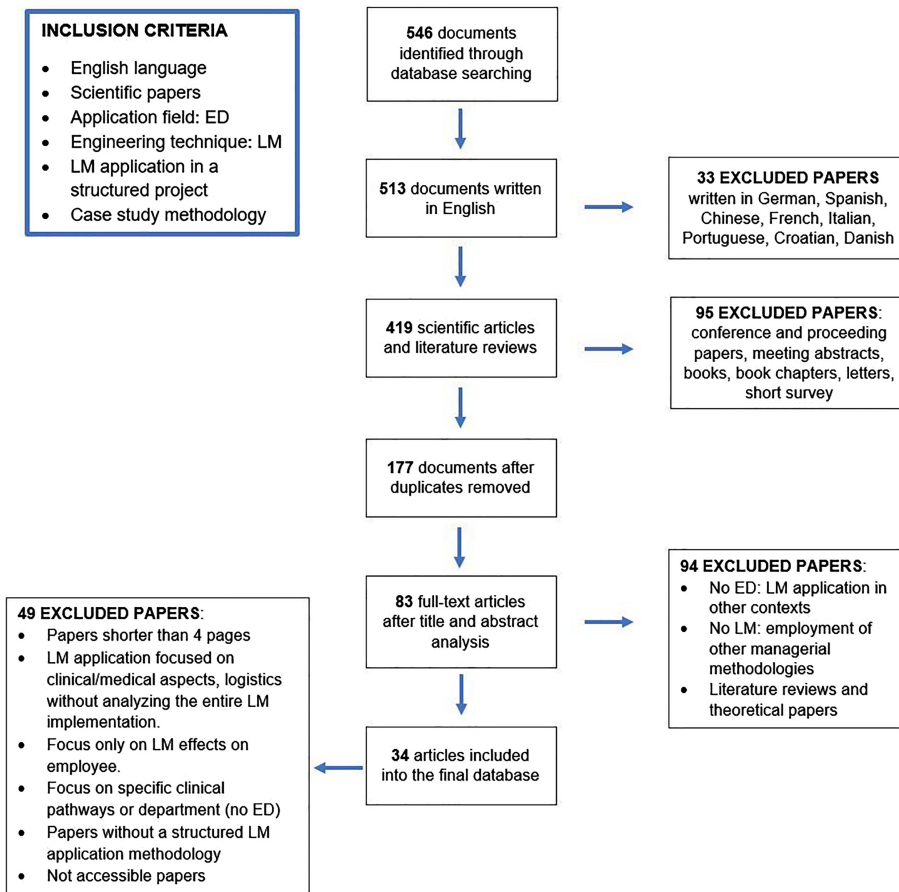 INCLUSION CRITERIA
• English language
• Scientific papers
• Application field: ED
• Engineering technique: LM
• LM application in a
structured project
• Case study methodology
546 documents
identified through
database searching
513 documents written
in English
33 EXCLUDED PAPERS
written in German, Spanish,
Chinese, French, Italian,
Portuguese, Croatian, Danish
419 scientific articles
and literature reviews
95 EXCLUDED PAPERS:
conference and proceeding
papers, meeting abstracts,
books, book chapters, letters,
short survey
177 documents after
duplicates removed
83 full-text articles
after title and abstract
analysis
94 EXCLUDED PAPERS:
• No ED: LM application in
other contexts
• No LM: employment of
other managerial
methodologies
• Literature reviews and
theoretical papers
34 articles included
into the final database
49 EXCLUDED PAPERS:
• Papers shorter than 4 pages
• LM application focused on
clinical/medical aspects, logistics
without analyzing the entire LM
implementation.
• Focus only on LM effects on
employee.
• Focus on specific clinical
pathways or department (no ED)
• Papers without a structured LM
application methodology
• Not accessible papers